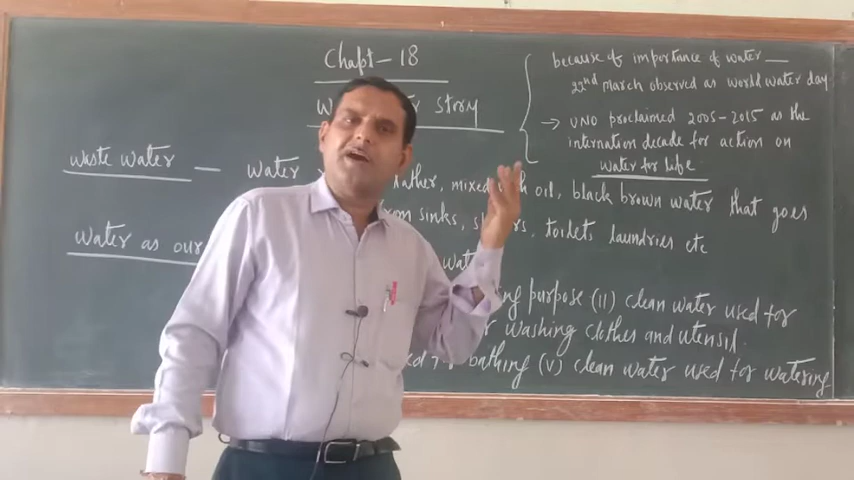 Chapt - 18
story
because of importance of water —
22nd March observed as world water day
→ UNO proclaimed 2005-2015 as the
internation decade for action on
Water for life
Waste water — water lather, mixed oil, black brown water that goes
sinks, toilets, laundries etc
Water as our
purpose (II) clean water used for
washing clothes and utensil.
bathing (V) clean water used for watering